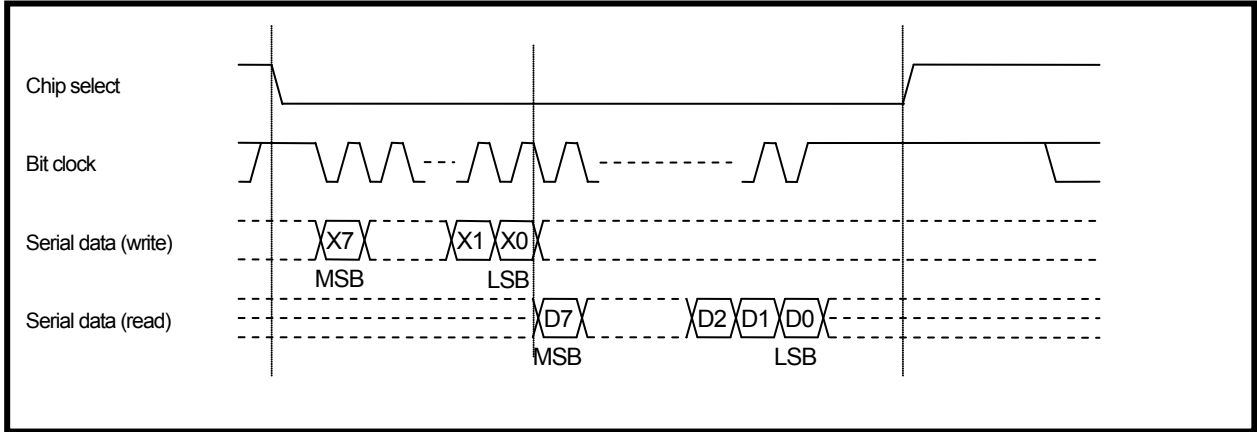 Chip select
Bit clock
Serial data (write) X7 X1 X0
MSB LSB
Serial data (read) D7 D2 D1 D0
MSB LSB